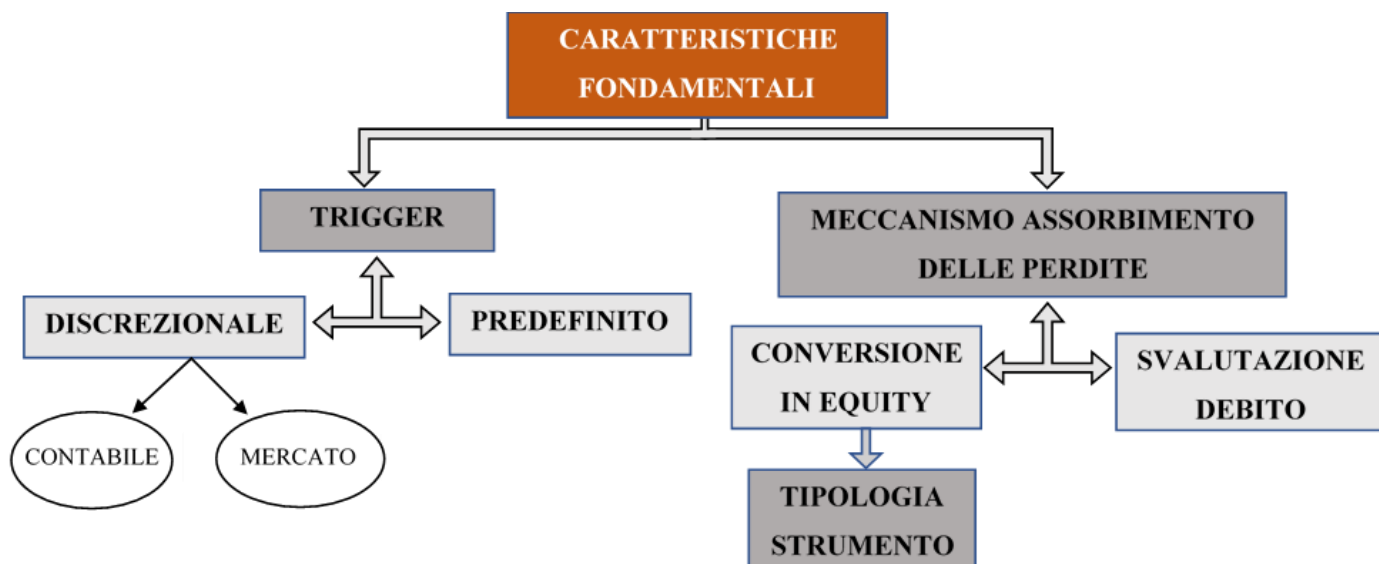 CARATTERISTICHE
FONDAMENTALI
TRIGGER
MECCANISMO ASSORBIMENTO
DELLE PERDITE
DISCREZIONALE
PREDEFINITO
CONVERSIONE
IN EQUITY
SVALUTAZIONE
DEBITO
CONTABILE
MERCATO
TIPOLOGIA
STRUMENTO